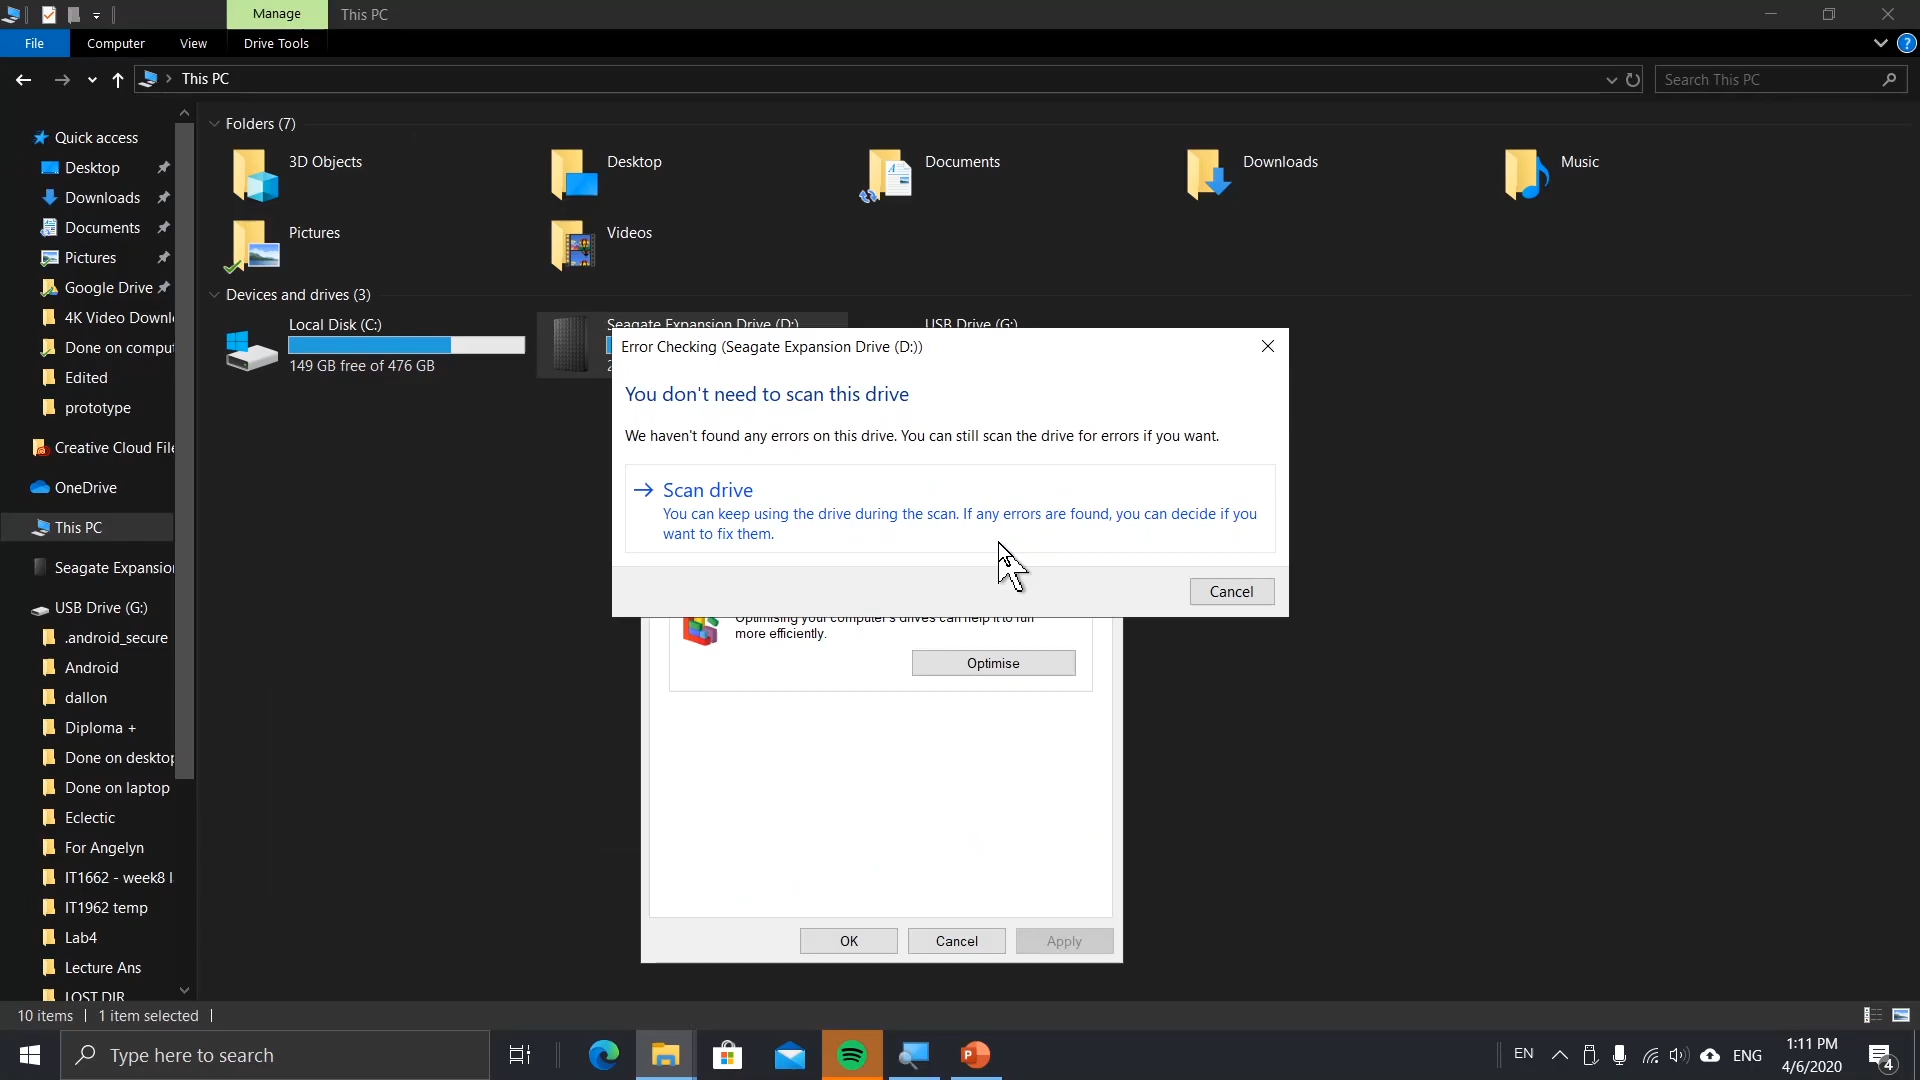 Manage
This PC
File
Computer
View
Drive Tools
This PC
Search This PC
Quick access
Desktop
Downloads
Documents
Pictures
Google Drive
4K Video Downl
Done on comput
Edited
prototype
Creative Cloud File
OneDrive
This PC
Seagate Expansion
USB Drive (G:)
.android_secure
Android
dallon
Diploma +
Done on desktop
Done on laptop
Eclectic
For Angelyn
IT1662 - week8 l
IT1962 temp
Lab4
Lecture Ans
LOST.DIR
Folders (7)
3D Objects
Desktop
Documents
Downloads
Music
Pictures
Videos
Devices and drives (3)
Local Disk (C:)
149 GB free of 476 GB
Seagate Expansion Drive (D:)
USB Drive (G:)
Error Checking (Seagate Expansion Drive (D:))
You don't need to scan this drive
We haven't found any errors on this drive. You can still scan the drive for errors if you want.
Scan drive
You can keep using the drive during the scan. If any errors are found, you can decide if you
want to fix them.
Cancel
Optimising your computer's drives can help it to run
more efficiently.
Optimise
OK
Cancel
Apply
10 items
1 item selected
Type here to search
EN
ENG
1:11 PM
4/6/2020
4